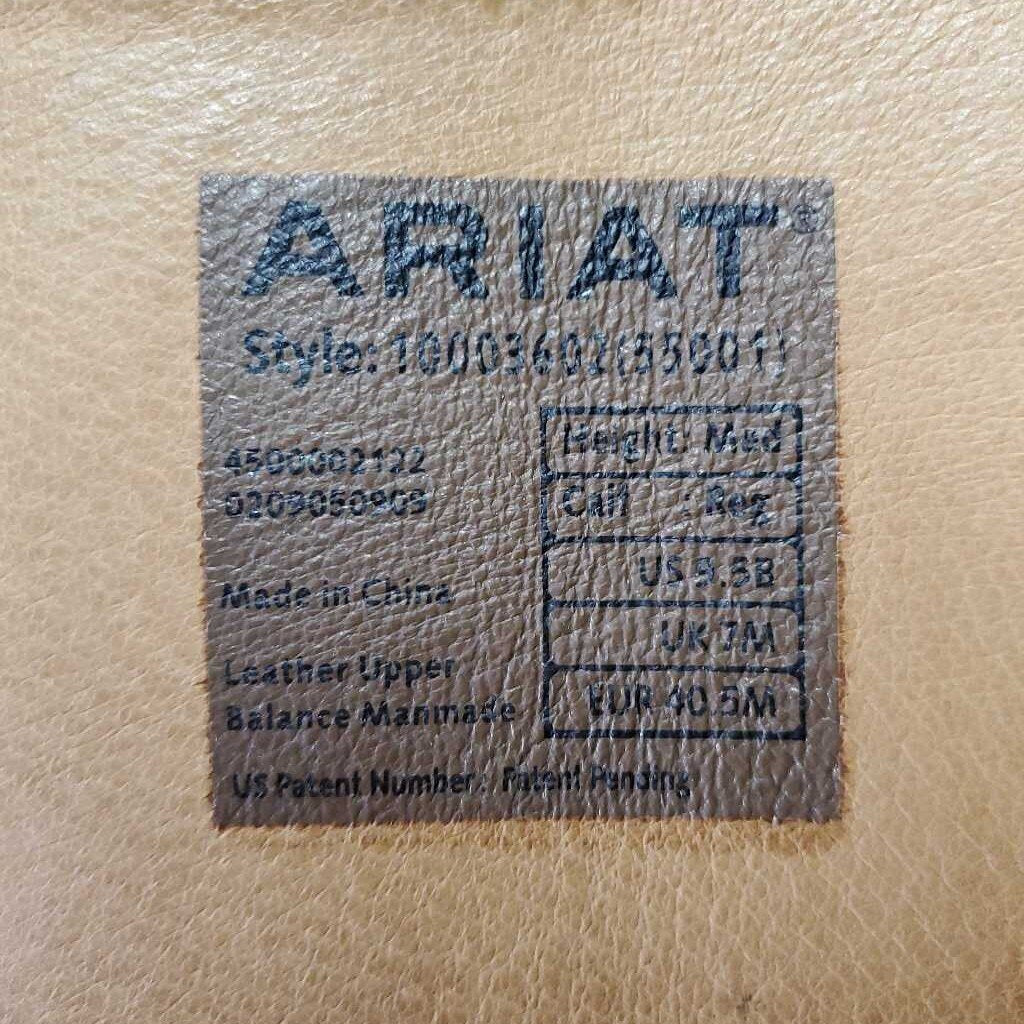 ARIAT®
Style: 10003602(53001)
4500002122
0209050909
Made in China
Leather Upper
Balance Manmade
Height: Med
Calf : Reg
US 9.5B
UK 7M
EUR 40.5M
US Patent Number: Patent Pending